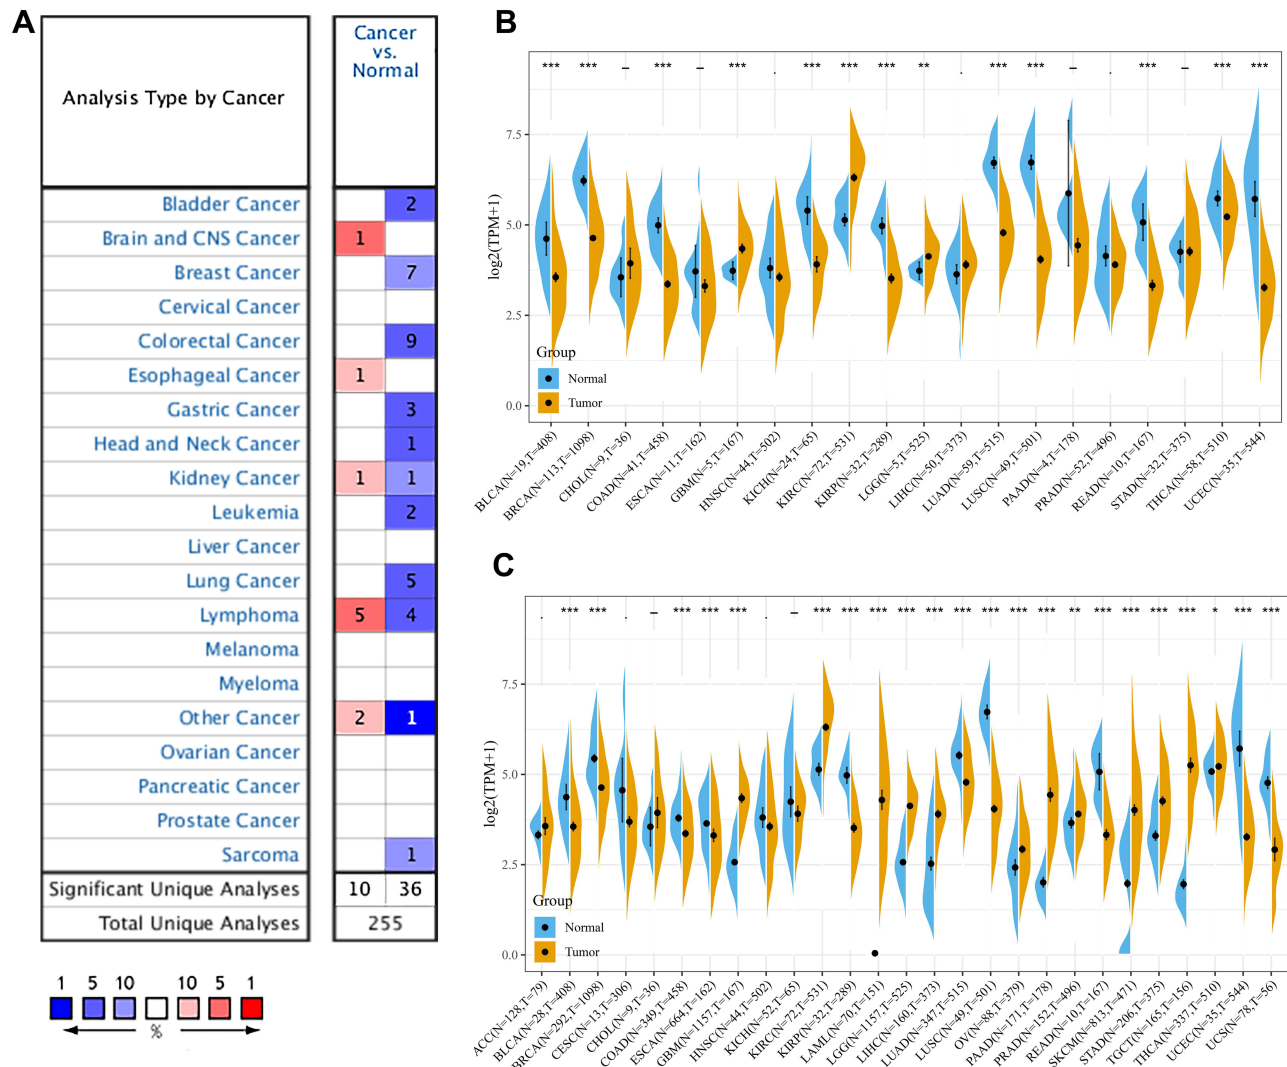 A
Analysis Type by Cancer
Cancer
vs.
Normal
Bladder Cancer 2
Brain and CNS Cancer 1
Breast Cancer 7
Cervical Cancer
Colorectal Cancer 9
Esophageal Cancer 1
Gastric Cancer 3
Head and Neck Cancer 1
Kidney Cancer 1 1
Leukemia 2
Liver Cancer
Lung Cancer 5
Lymphoma 5 4
Melanoma
Myeloma
Other Cancer 2 1
Ovarian Cancer
Pancreatic Cancer
Prostate Cancer
Sarcoma 1
Significant Unique Analyses 10 36
Total Unique Analyses 255
1 5 10 10 5 1
%
B
*** *** – *** – *** . *** *** *** ** . *** *** – . *** – *** ***
log2(TPM+1)
7.5
5.0
2.5
0.0
Group
Normal
Tumor
BLCA(N=19,T=408)
BRCA(N=113,T=1098)
CHOL(N=9,T=36)
COAD(N=41,T=458)
ESCA(N=11,T=162)
GBM(N=5,T=167)
HNSC(N=44,T=502)
KICH(N=24,T=65)
KIRC(N=72,T=531)
KIRP(N=32,T=289)
LGG(N=5,T=525)
LIHC(N=50,T=373)
LUAD(N=59,T=515)
LUSC(N=49,T=501)
PAAD(N=4,T=178)
PRAD(N=52,T=496)
READ(N=10,T=167)
STAD(N=32,T=375)
THCA(N=58,T=510)
UCEC(N=35,T=544)
C
. *** *** . – *** *** *** . – *** *** *** *** *** *** *** *** *** ** *** *** *** *** * *** ***
log2(TPM+1)
7.5
5.0
2.5
0.0
Group
Normal
Tumor
ACC(N=128,T=79)
BLCA(N=28,T=408)
BRCA(N=292,T=1098)
CESC(N=13,T=306)
CHOL(N=9,T=36)
COAD(N=349,T=458)
ESCA(N=664,T=162)
GBM(N=1157,T=167)
HNSC(N=44,T=502)
KICH(N=52,T=65)
KIRC(N=72,T=531)
KIRP(N=32,T=289)
LAML(N=70,T=151)
LGG(N=1157,T=525)
LIHC(N=160,T=373)
LUAD(N=347,T=515)
LUSC(N=49,T=501)
OV(N=88,T=379)
PAAD(N=171,T=178)
PRAD(N=152,T=496)
READ(N=10,T=167)
SKCM(N=813,T=471)
STAD(N=206,T=375)
TGCT(N=165,T=156)
THCA(N=337,T=510)
UCEC(N=35,T=544)
UCS(N=78,T=56)